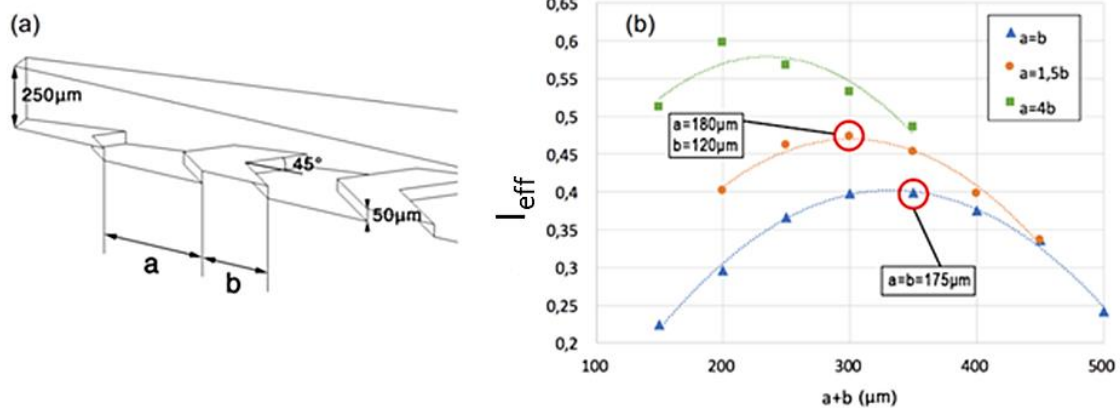 (a)
250µm
45°
50µm
a
b
(b)
I_eff
0,65
0,6
0,55
0,5
0,45
0,4
0,35
0,3
0,25
0,2
100
200
300
400
500
a+b (µm)
a=b
a=1,5b
a=4b
a=180µm
b=120µm
a=b=175µm